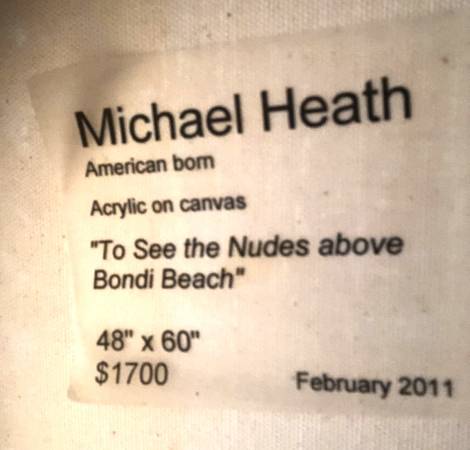 Michael Heath
American born
Acrylic on canvas
"To See the Nudes above
Bondi Beach"
48" x 60"
$1700
February 2011